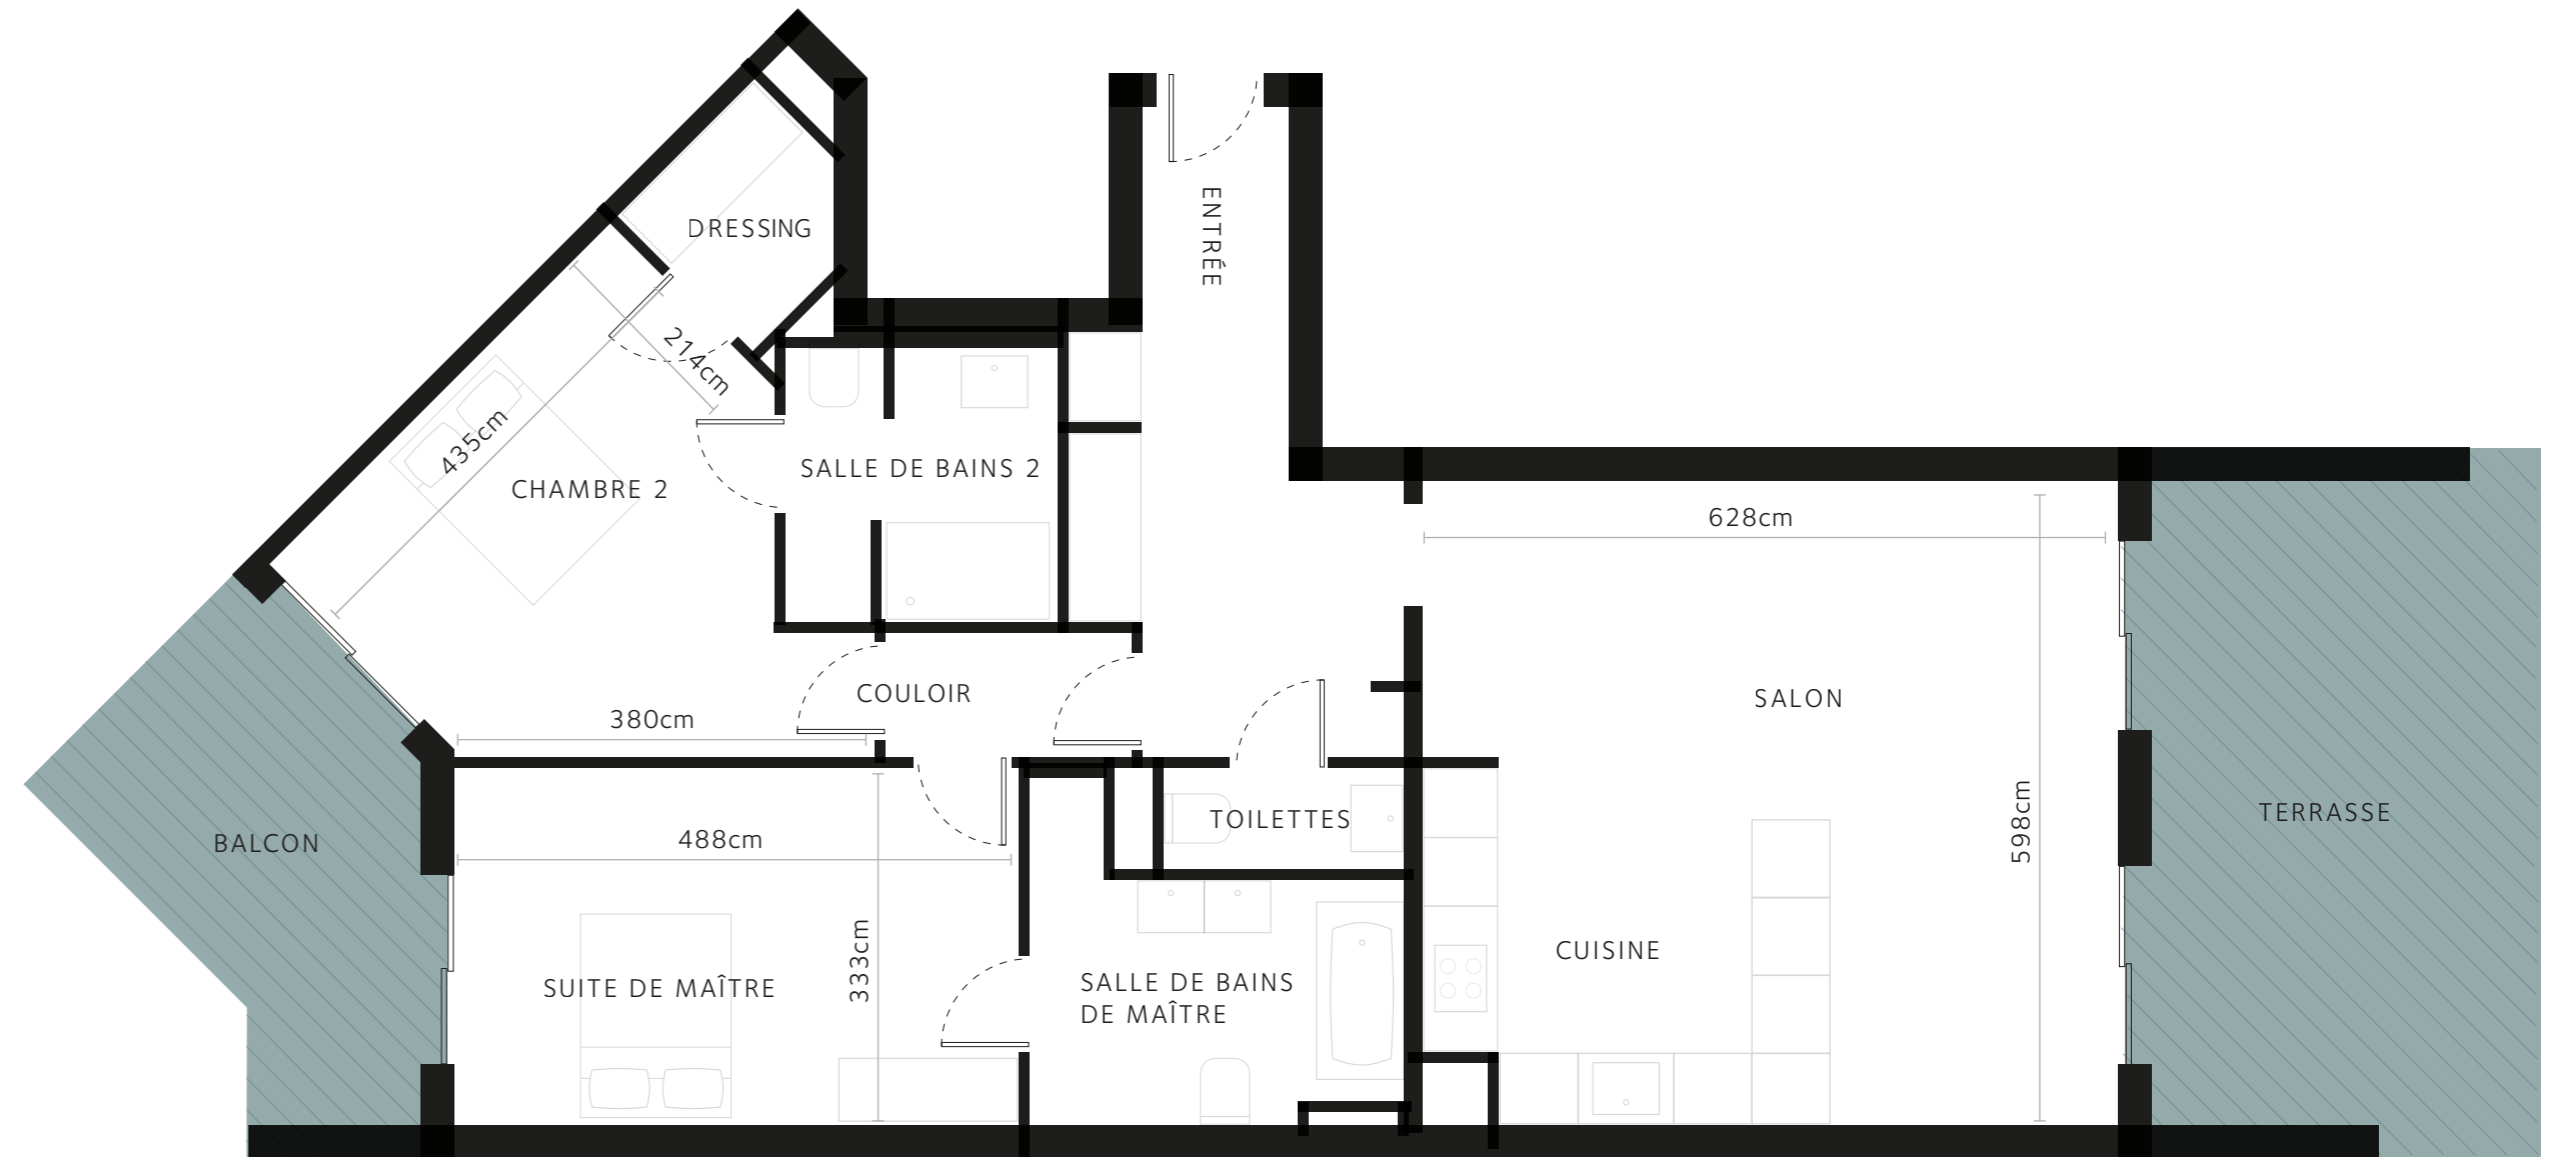 ENTRÉE
DRESSING
214cm
435cm
CHAMBRE 2
SALLE DE BAINS 2
628cm
COULOIR
SALON
380cm
488cm
TOILETTES
598cm
TERRASSE
BALCON
333cm
CUISINE
SUITE DE MAÎTRE
SALLE DE BAINS
DE MAÎTRE